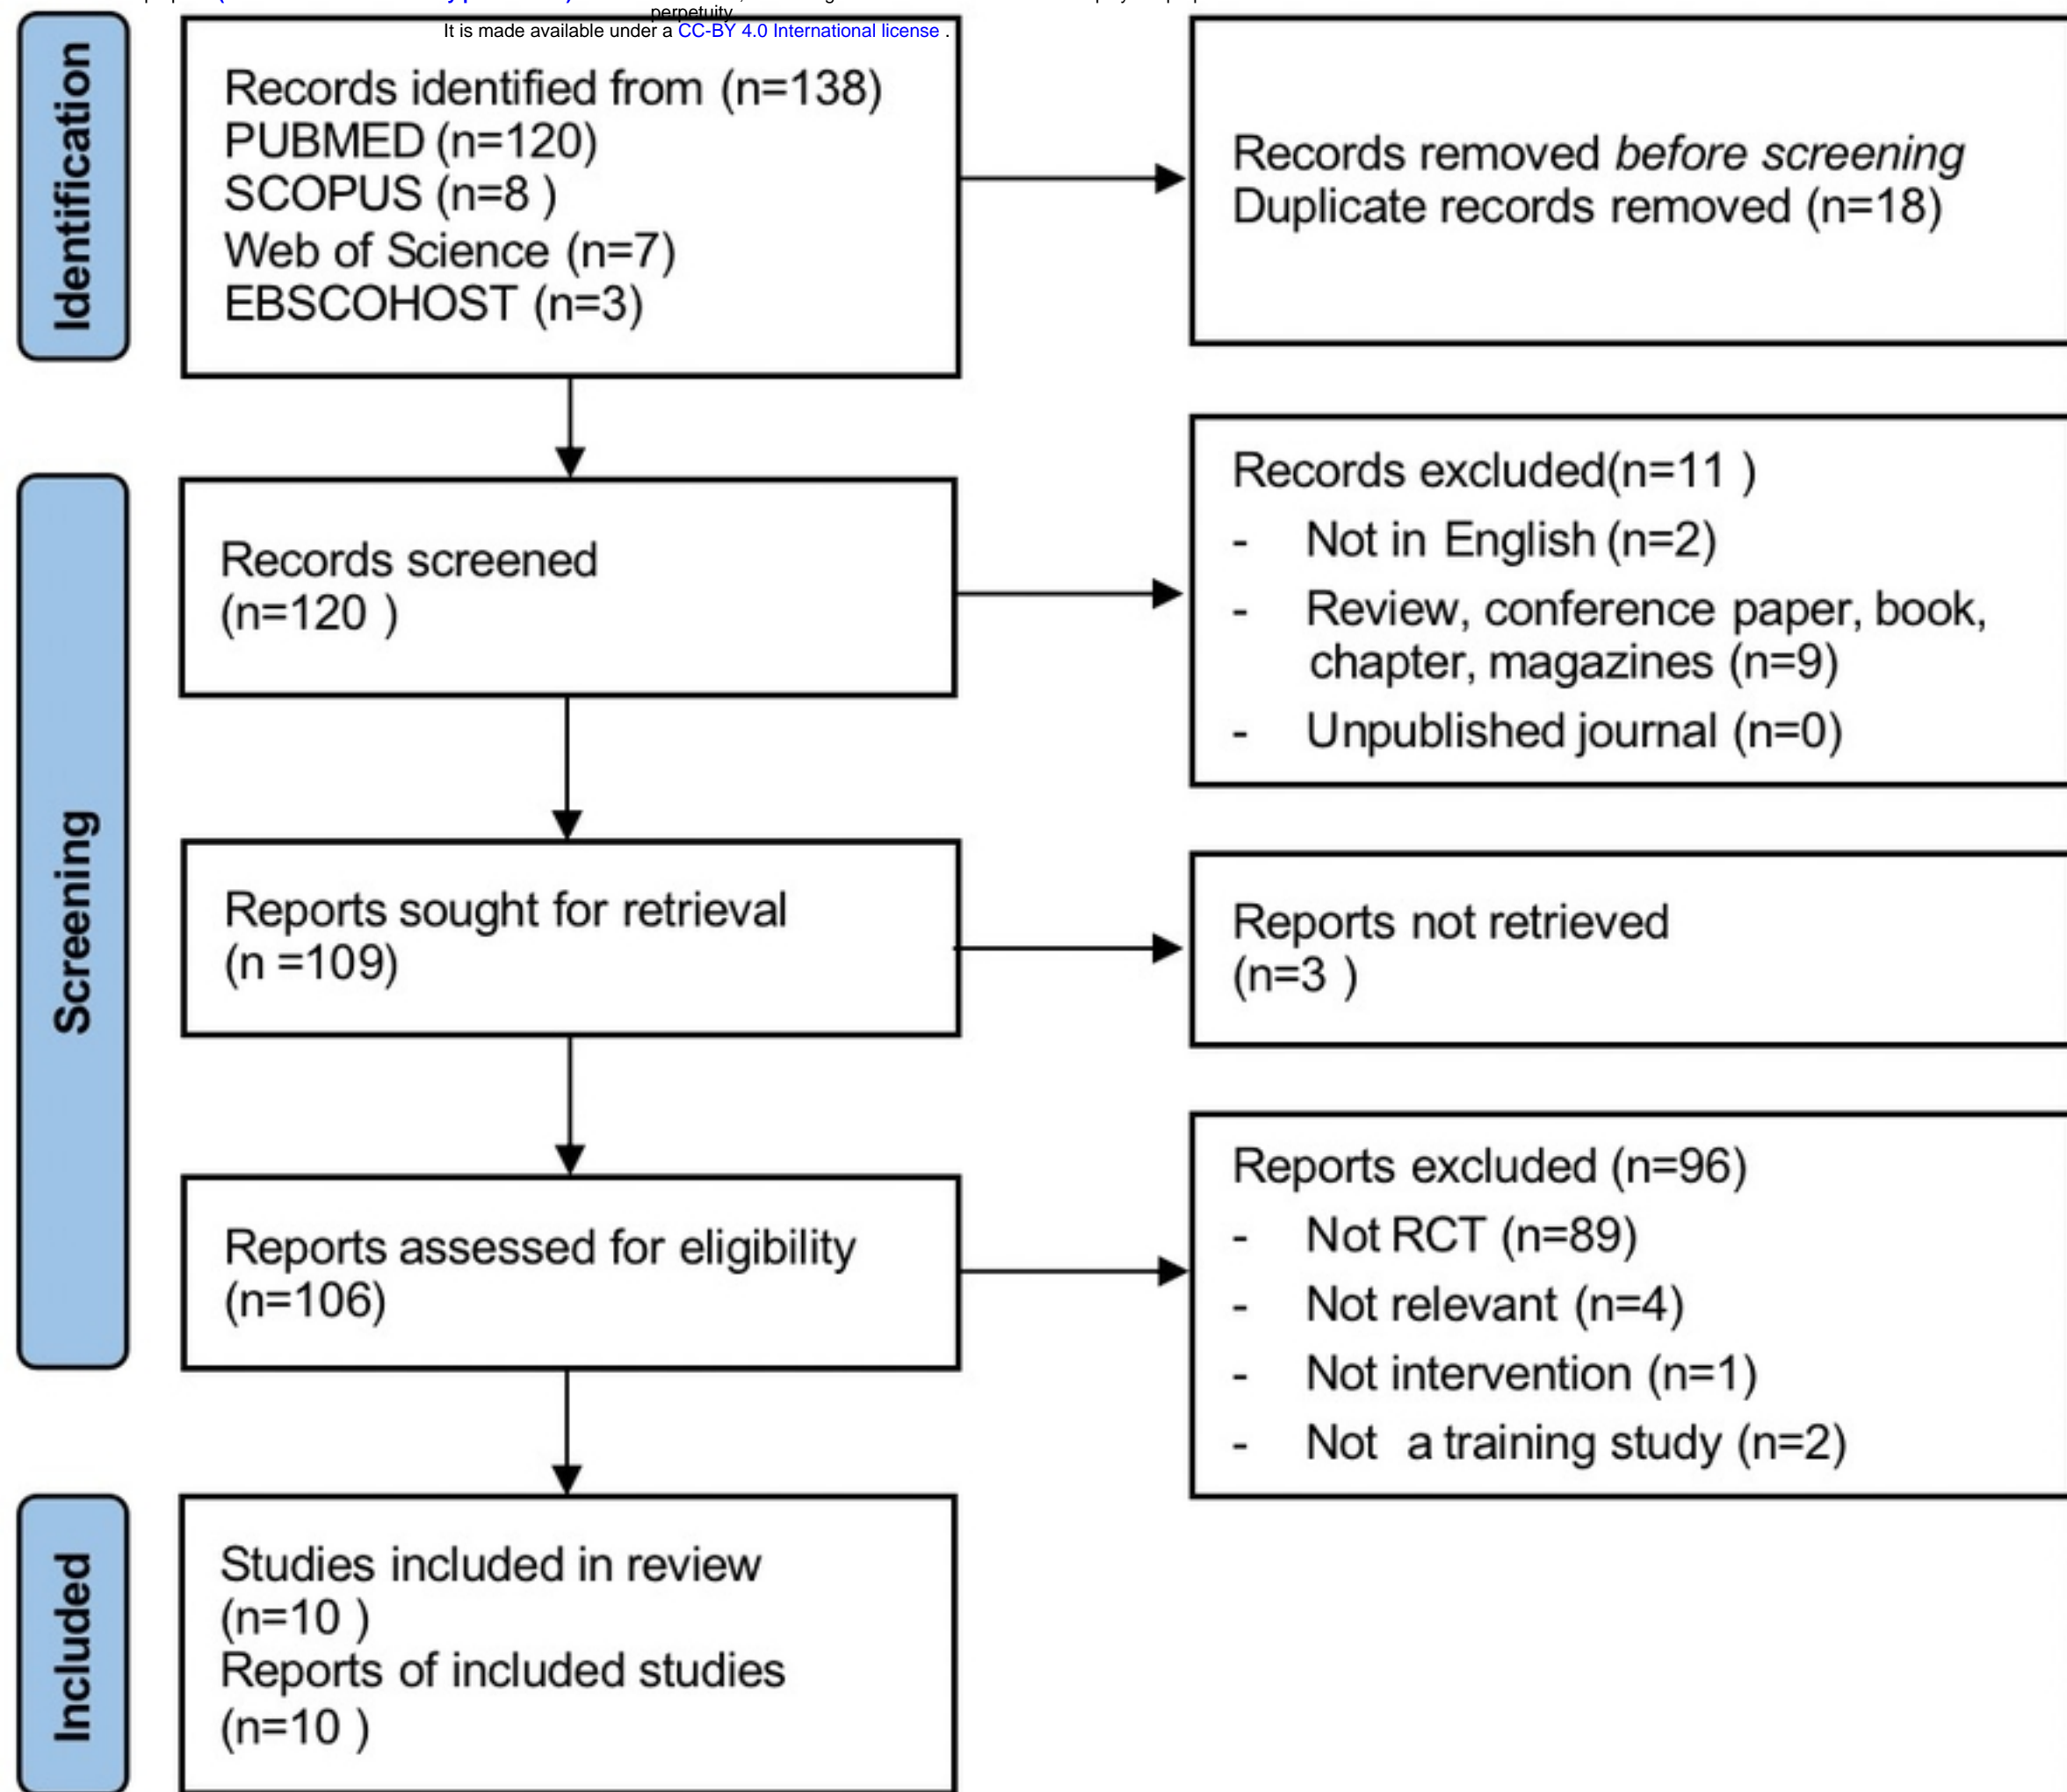 perpetuity.
It is made available under a CC-BY 4.0 International license .
Identification
Records identified from (n=138)
PUBMED (n=120)
SCOPUS (n=8 )
Web of Science (n=7)
EBSCOHOST (n=3)
Records removed before screening
Duplicate records removed (n=18)
Screening
Records screened
(n=120 )
Records excluded(n=11 )
- Not in English (n=2)
- Review, conference paper, book,
chapter, magazines (n=9)
- Unpublished journal (n=0)
Reports sought for retrieval
(n =109)
Reports not retrieved
(n=3 )
Reports assessed for eligibility
(n=106)
Reports excluded (n=96)
- Not RCT (n=89)
- Not relevant (n=4)
- Not intervention (n=1)
- Not a training study (n=2)
Included
Studies included in review
(n=10 )
Reports of included studies
(n=10 )